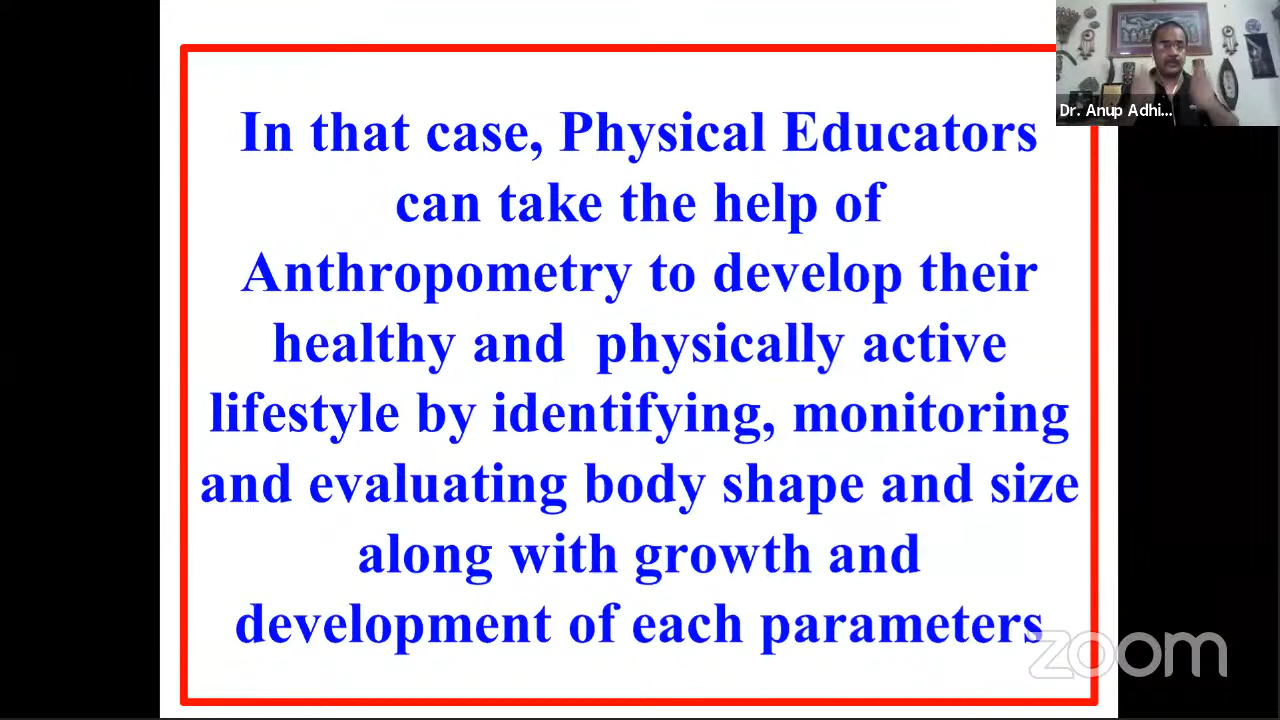 In that case, Physical Educators
can take the help of
Anthropometry to develop their
healthy and  physically active
lifestyle by identifying, monitoring
and evaluating body shape and size
along with growth and
development of each parameters
Dr. Anup Adhi...
zoom